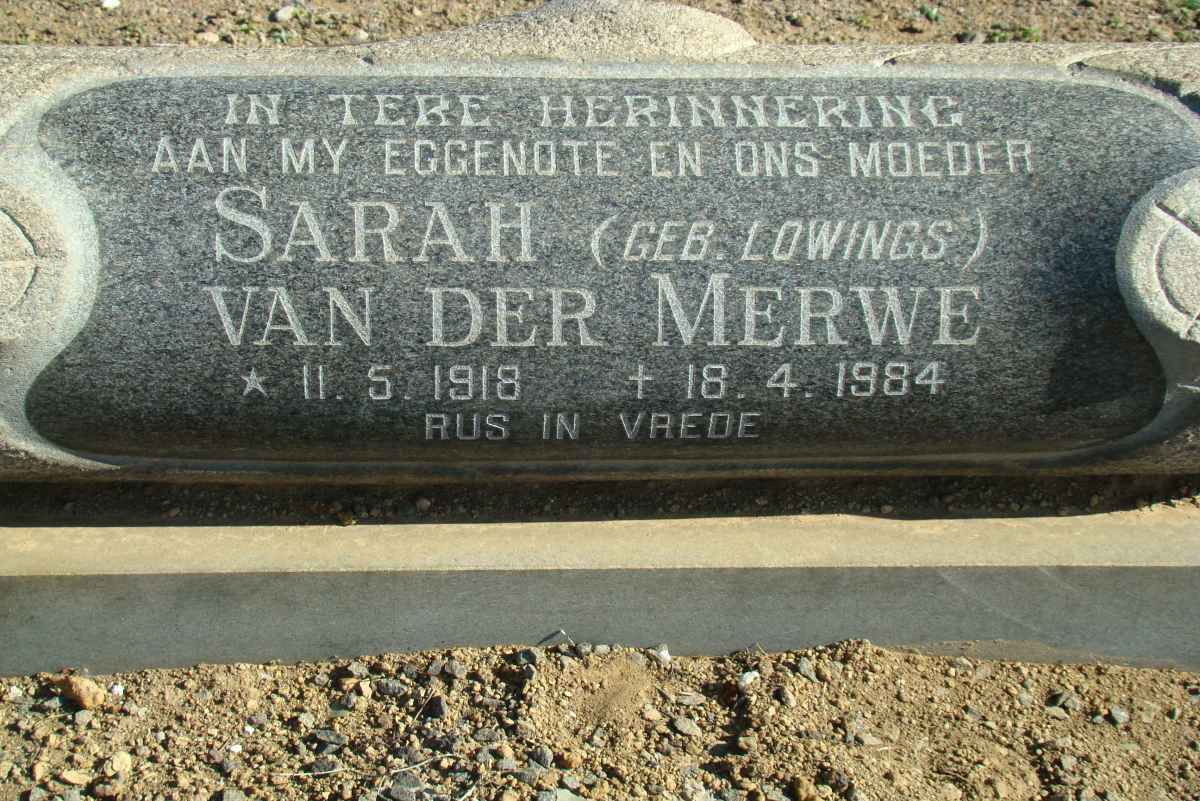 IN TERE HERINNERING
AAN MY EGGENOTE EN ONS MOEDER
SARAH (GEB. LOWINGS.)
VAN DER MERWE
★ 11. 5. 1918 ✝ 18. 4. 1984
RUS IN VREDE